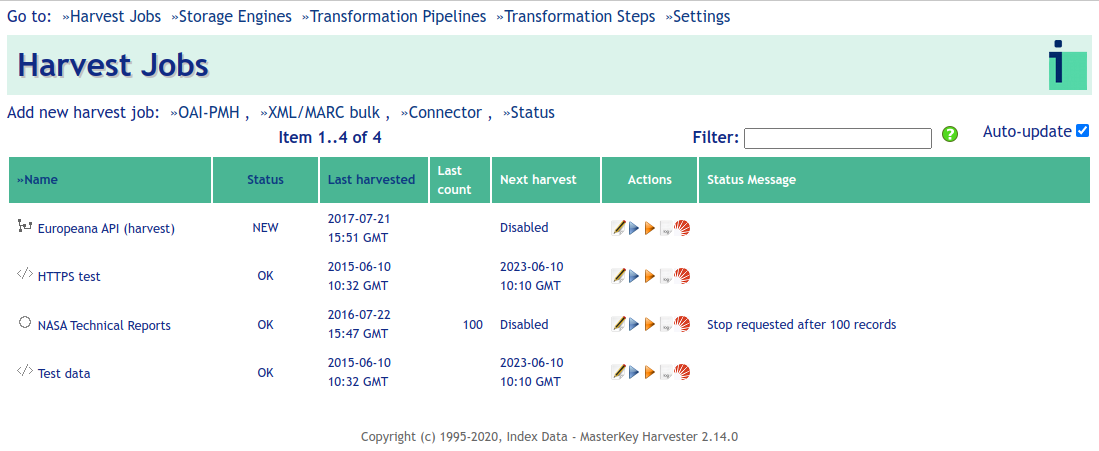 Go to: »Harvest Jobs »Storage Engines »Transformation Pipelines »Transformation Steps »Settings
Harvest Jobs
Add new harvest job: »OAI-PMH , »XML/MARC bulk , »Connector , »Status
Item 1..4 of 4 Filter: ? Auto-update
»Name Status Last harvested Last count Next harvest Actions Status Message
Europeana API (harvest) NEW 2017-07-21 15:51 GMT Disabled
HTTPS test OK 2015-06-10 10:32 GMT 2023-06-10 10:10 GMT
NASA Technical Reports OK 2016-07-22 15:47 GMT 100 Disabled Stop requested after 100 records
Test data OK 2015-06-10 10:32 GMT 2023-06-10 10:10 GMT
Copyright (c) 1995-2020, Index Data - MasterKey Harvester 2.14.0